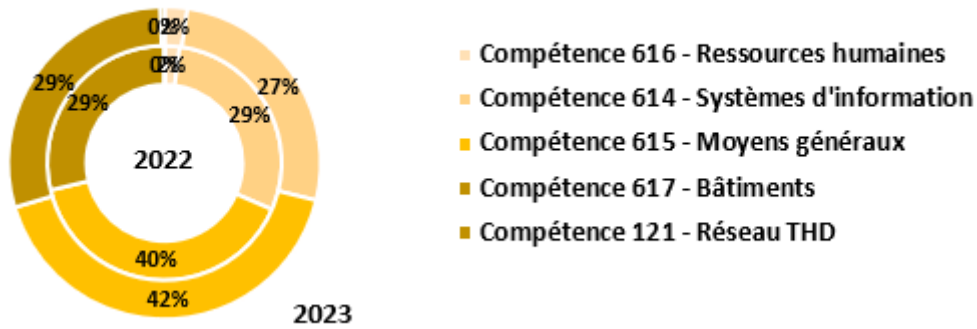 0%
2%
29%
27%
0%
2%
29%
29%
2022
40%
42%
2023
Compétence 616 - Ressources humaines
Compétence 614 - Systèmes d'information
Compétence 615 - Moyens généraux
Compétence 617 - Bâtiments
Compétence 121 - Réseau THD